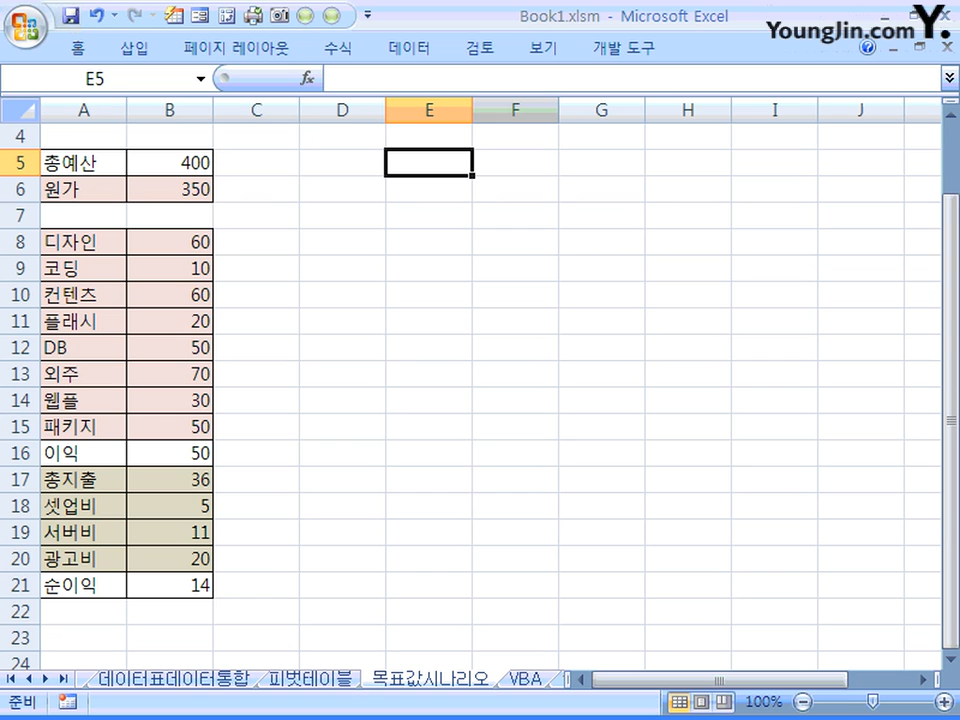 Book1.xlsm - Microsoft Excel
YoungJin.com Y.
홈 삽입 페이지 레이아웃 수식 데이터 검토 보기 개발 도구
E5 fx
A B C D E F G H I J
4
5 총예산 400
6 원가 350
7
8 디자인 60
9 코딩 10
10 컨텐츠 60
11 플래시 20
12 DB 50
13 외주 70
14 웹플 30
15 패키지 50
16 이익 50
17 총지출 36
18 셋업비 5
19 서버비 11
20 광고비 20
21 순이익 14
22
23
24
데이터표데이터통합 피벗테이블 목표값시나리오 VBA
준비 100%